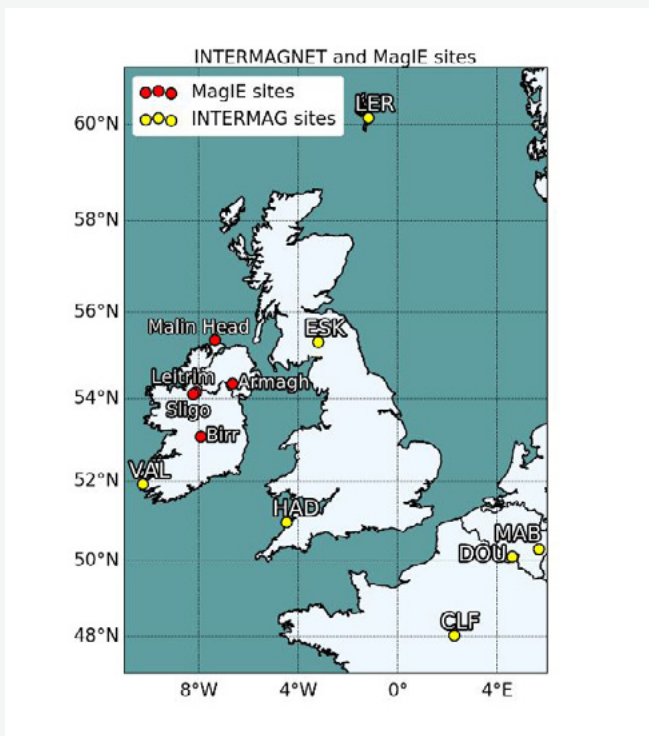 INTERMAGNET and MagIE sites
MagIE sites
INTERMAG sites
LER
60°N
58°N
56°N
Malin Head
ESK
Leitrim
Armagh
54°N
Sligo
Birr
VAL
52°N
HAD
MAB
DOU
50°N
CLF
48°N
8°W 4°W 0° 4°E